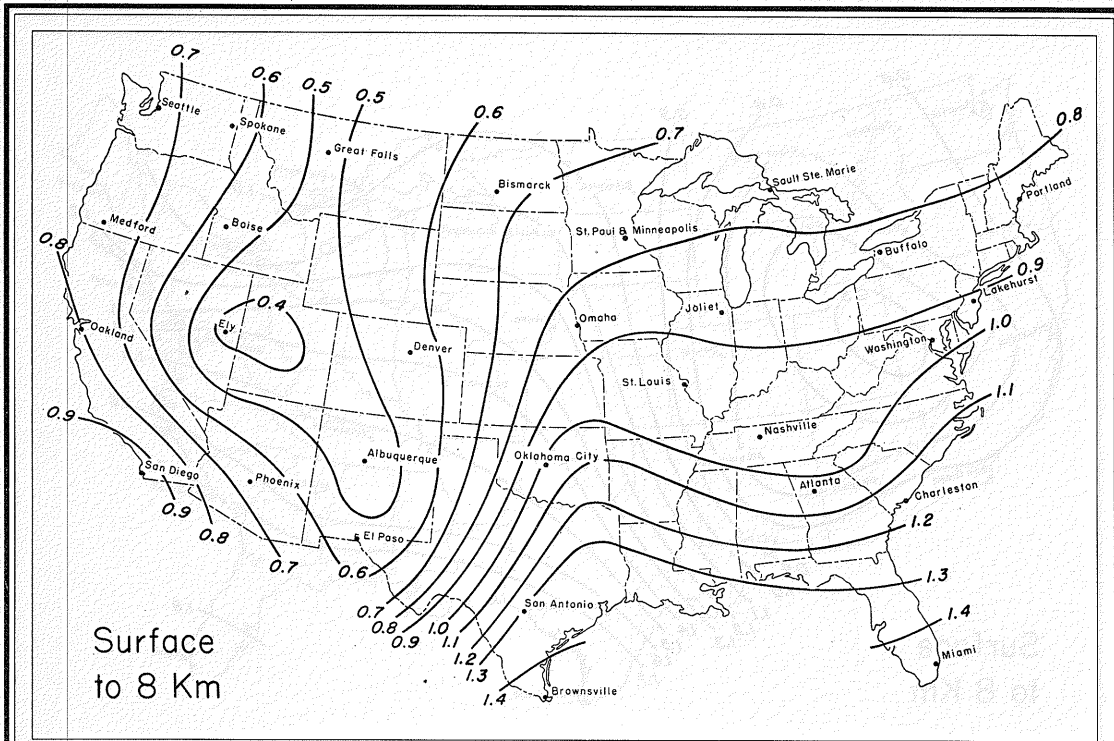 0.7
0.6
0.5
0.5
0.6
0.7
0.8
Seattle
Spokane
Great Falls
Bismarck
Sault Ste. Marie
Portland
Medford
Boise
St. Paul & Minneapolis
Buffalo
0.8
0.4
0.9
Ely
Joliet
Lakehurst
Oakland
Omaha
1.0
Denver
Washington
St. Louis
1.1
0.9
Nashville
San Diego
Phoenix
Albuquerque
Oklahoma City
Atlanta
Charleston
0.9
0.8
0.7
El Paso
0.6
1.2
1.3
0.7
0.8
0.9
1.0
1.1
1.2
1.3
1.4
San Antonio
1.4
Miami
Brownsville
Surface
to 8 Km